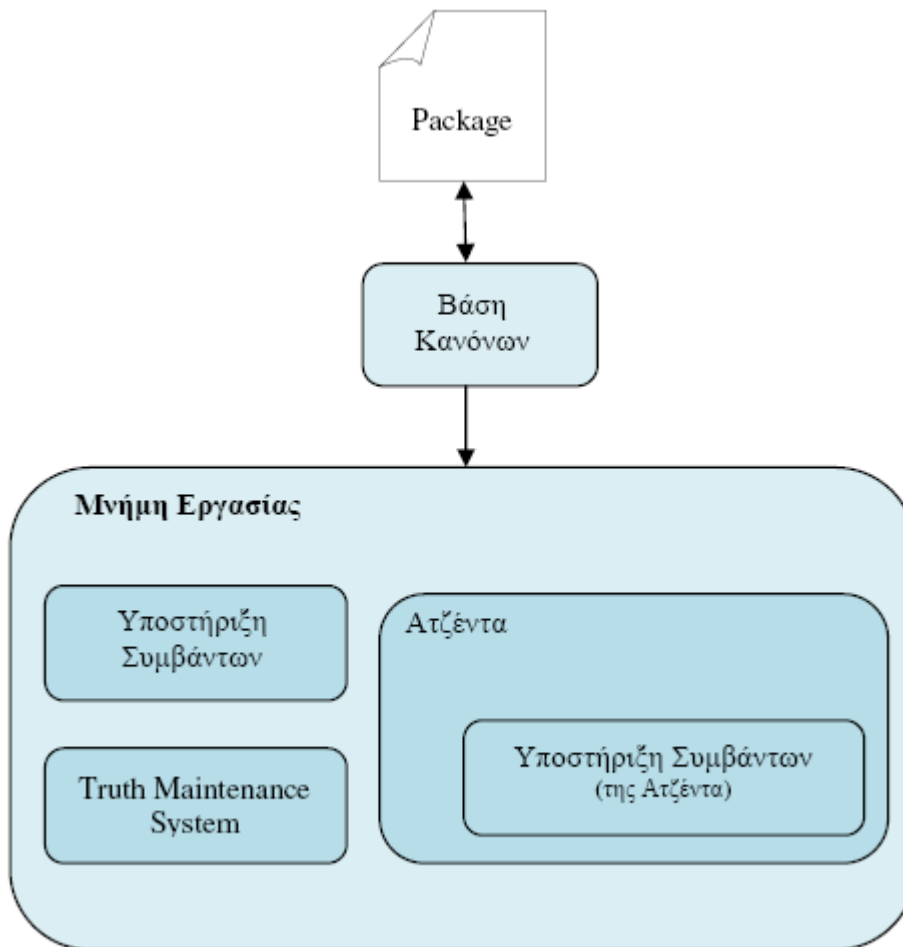 Package
Βάση
Κανόνων
Μνήμη Εργασίας
Υποστήριξη
Συμβάντων
Ατζέντα
Υποστήριξη Συμβάντων
(της Ατζέντα)
Truth Maintenance
System